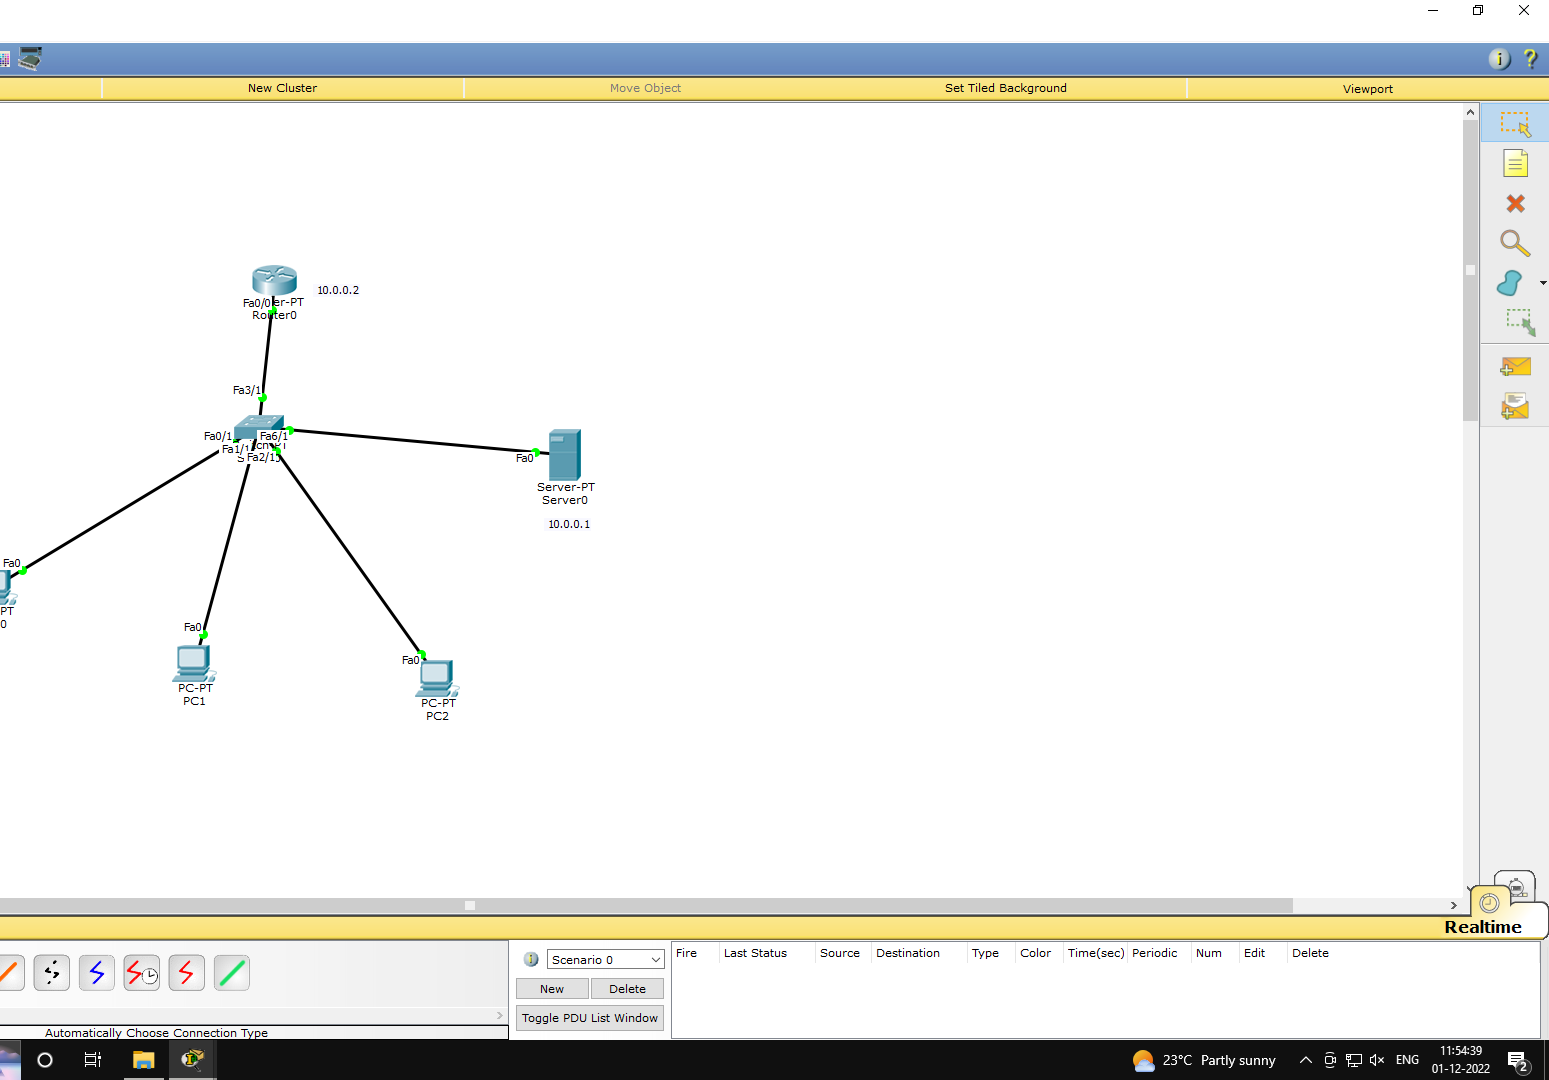 New Cluster
Move Object
Set Tiled Background
Viewport
10.0.0.2
Fa0/0
er-PT
Router0
Fa3/1
Fa0/1
Fa6/1
Fa1/1
Fa2/1
Fa0
Server-PT
Server0
10.0.0.1
Fa0
PT
0
Fa0
PC-PT
PC1
Fa0
PC-PT
PC2
Realtime
Scenario 0
New
Delete
Toggle PDU List Window
Fire Last Status Source Destination Type Color Time(sec) Periodic Num Edit Delete
Automatically Choose Connection Type
23°C Partly sunny
ENG
11:54:39
01-12-2022
2